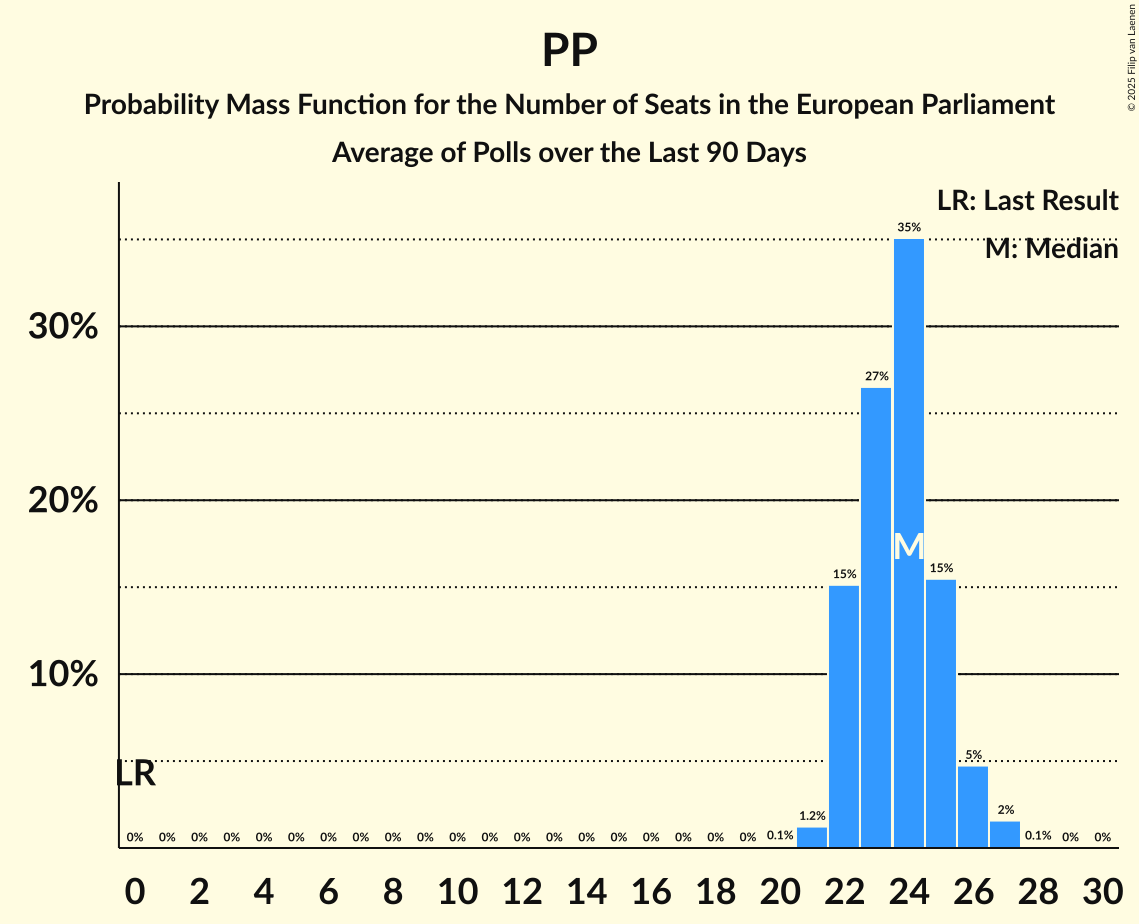 PP
Probability Mass Function for the Number of Seats in the European Parliament
Average of Polls over the Last 90 Days
© 2025 Filip van Laenen
LR: Last Result
M: Median
35%
30%
27%
20%
M
15%
15%
10%
LR
5%
2%
1.2%
0% 0% 0% 0% 0% 0% 0% 0% 0% 0% 0% 0% 0% 0% 0% 0% 0% 0% 0% 0% 0.1% 0.1% 0% 0%
0 2 4 6 8 10 12 14 16 18 20 22 24 26 28 30